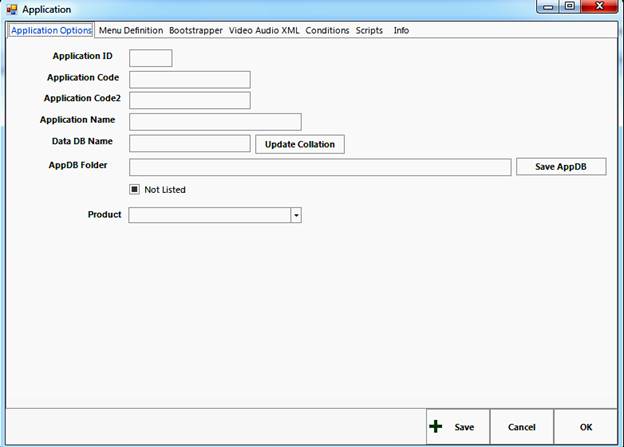 Application
Application Options Menu Definition Bootstrapper Video Audio XML Conditions Scripts Info
Application ID
Application Code
Application Code2
Application Name
Data DB Name Update Collation
AppDB Folder Save AppDB
Not Listed
Product
Save Cancel OK